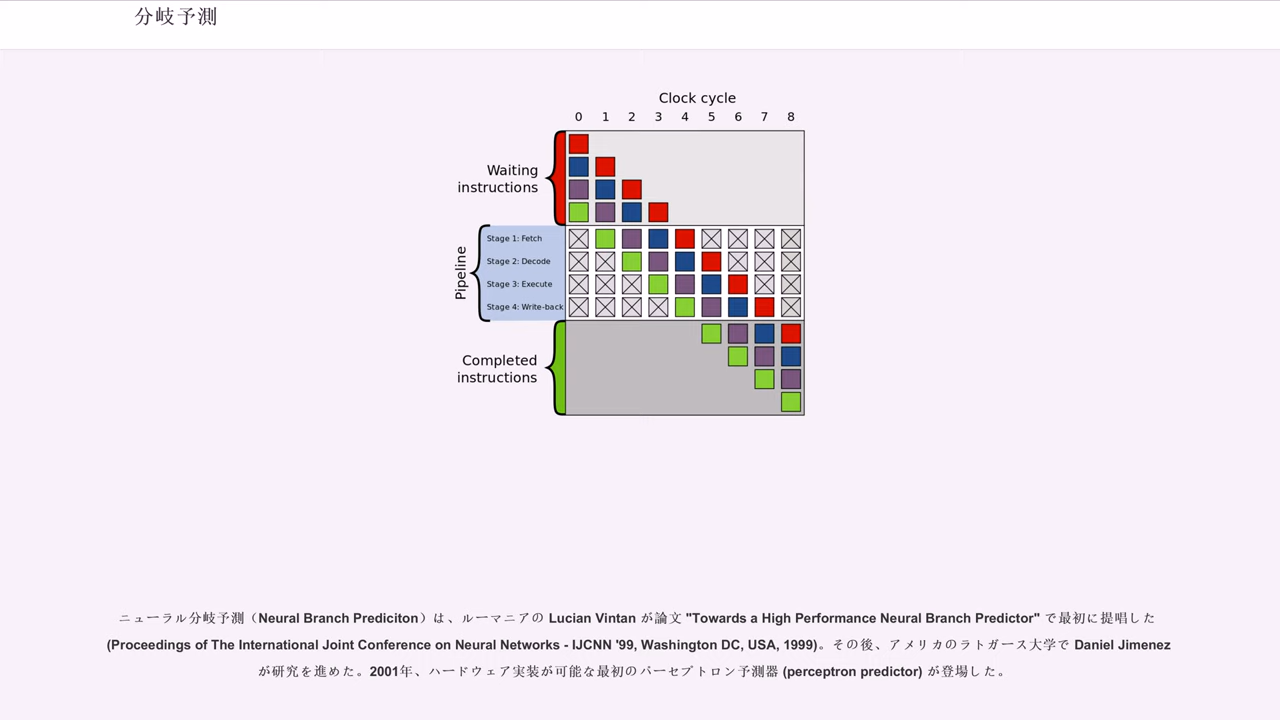 分岐予測
Clock cycle
0 1 2 3 4 5 6 7 8
Waiting
instructions
Pipeline
Stage 1: Fetch
Stage 2: Decode
Stage 3: Execute
Stage 4: Write-back
Completed
instructions
ニューラル分岐予測（Neural Branch Prediciton）は、ルーマニアの Lucian Vintan が論文 "Towards a High Performance Neural Branch Predictor" で最初に提唱した
(Proceedings of The International Joint Conference on Neural Networks - IJCNN '99, Washington DC, USA, 1999)。その後、アメリカのラトガース大学で Daniel Jimenez
が研究を進めた。2001年、ハードウェア実装が可能な最初のパーセプトロン予測器 (perceptron predictor) が登場した。